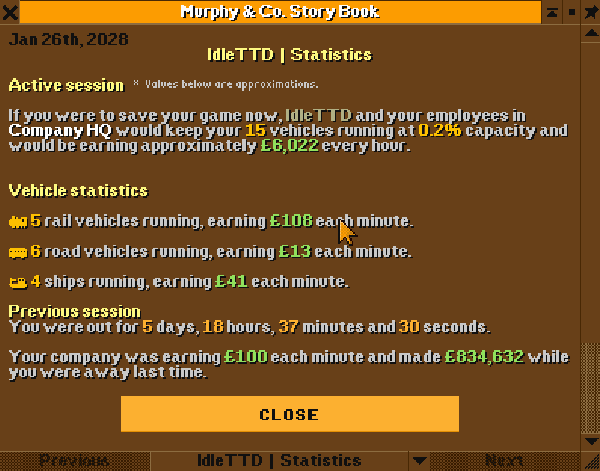 Murphy & Co. Story Book
Jan 26th, 2028
IdleTTD | Statistics
Active session * Values below are approximations.
If you were to save your game now, IdleTTD and your employees in
Company HQ would keep your 15 vehicles running at 0.2% capacity and
would be earning approximately £6,022 every hour.
Vehicle statistics
5 rail vehicles running, earning £108 each minute.
6 road vehicles running, earning £13 each minute.
4 ships running, earning £41 each minute.
Previous session
You were out for 5 days, 18 hours, 37 minutes and 30 seconds.
Your company was earning £100 each minute and made £834,632 while
you were away last time.
CLOSE
Previous IdleTTD | Statistics Next